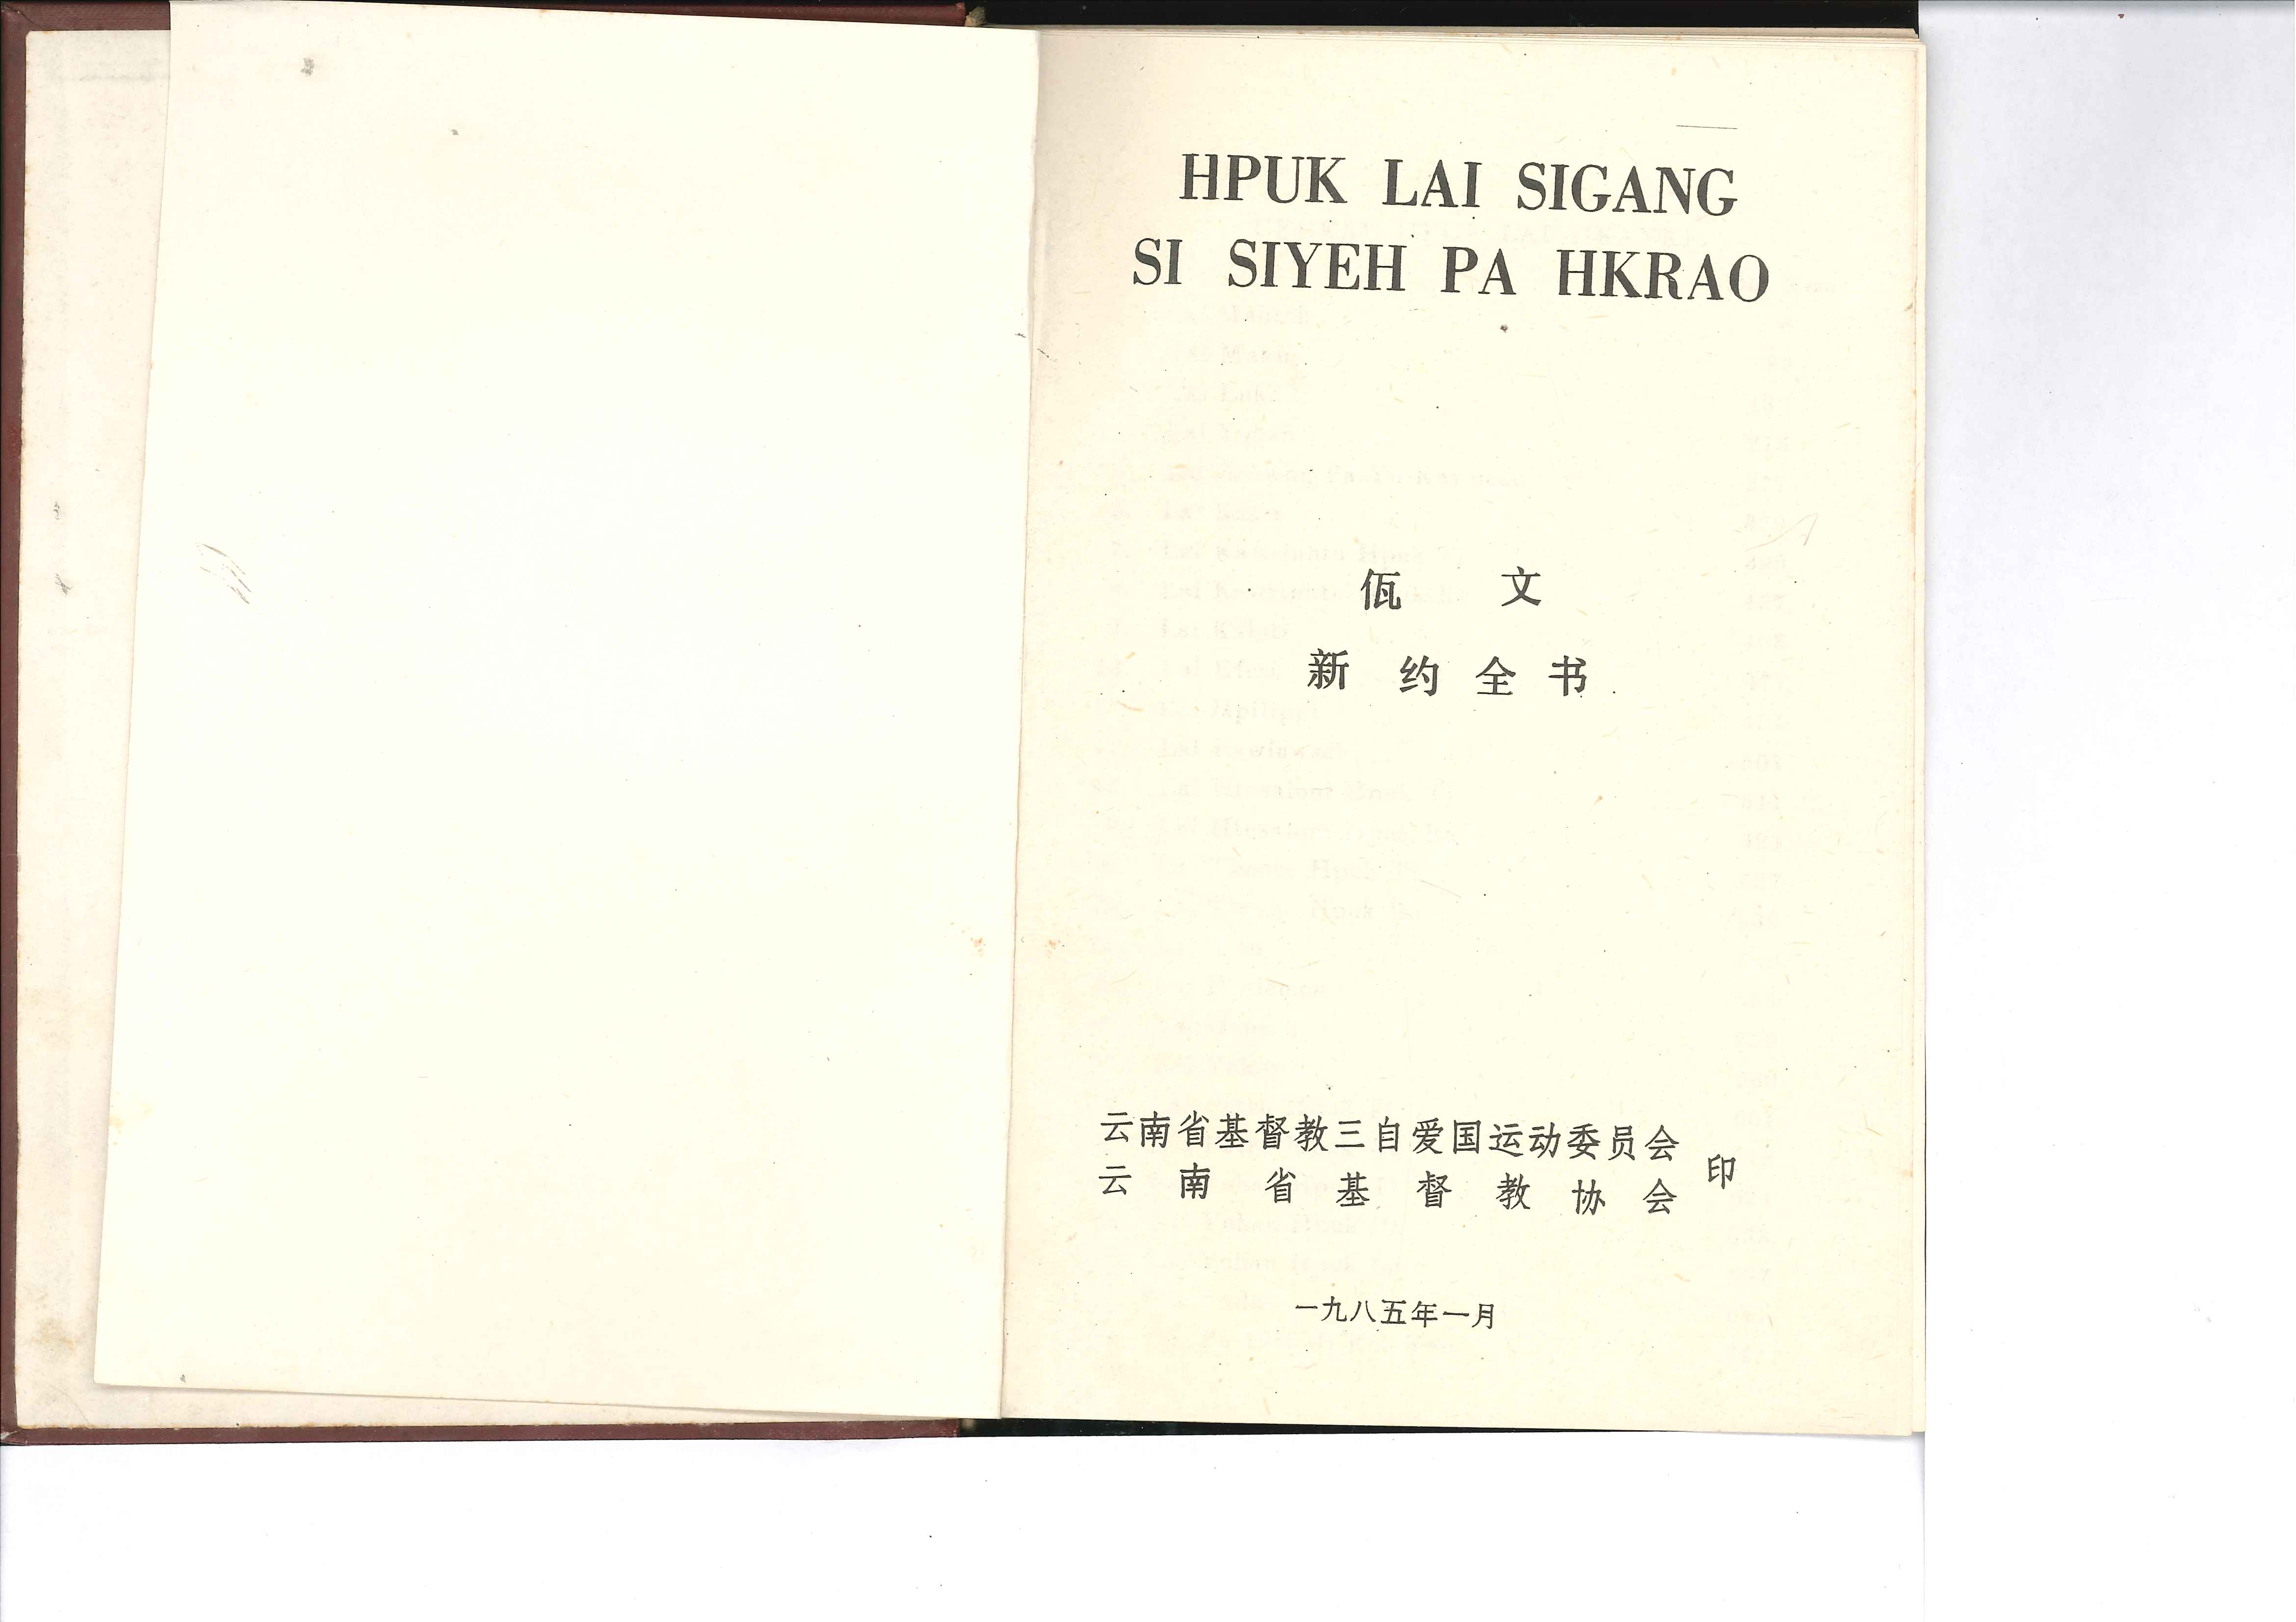 HPUK LAI SIGANG
SI SIYEH PA HKRAO
佤 文
新约全书
云南省基督教三自爱国运动委员会
云南省基督教协会
印
一九八五年一月